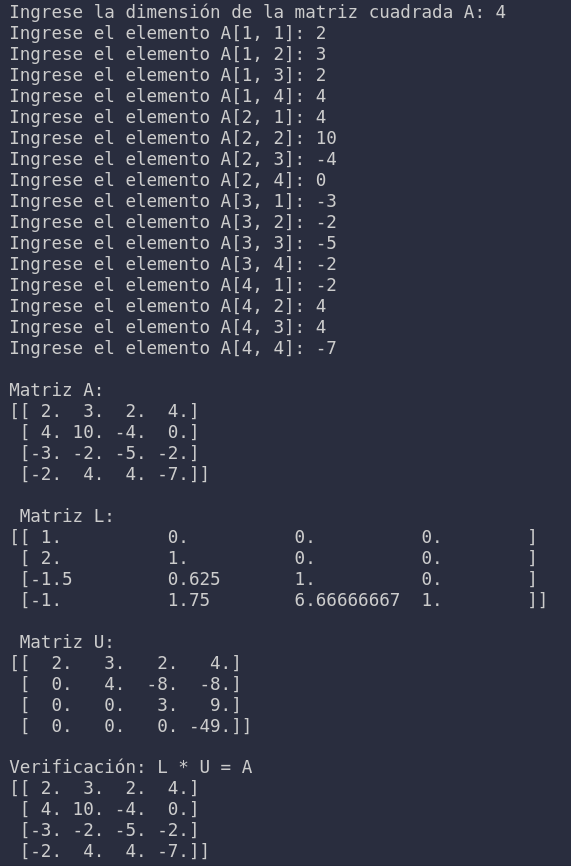 Ingrese la dimensión de la matriz cuadrada A: 4
Ingrese el elemento A[1, 1]: 2
Ingrese el elemento A[1, 2]: 3
Ingrese el elemento A[1, 3]: 2
Ingrese el elemento A[1, 4]: 4
Ingrese el elemento A[2, 1]: 4
Ingrese el elemento A[2, 2]: 10
Ingrese el elemento A[2, 3]: -4
Ingrese el elemento A[2, 4]: 0
Ingrese el elemento A[3, 1]: -3
Ingrese el elemento A[3, 2]: -2
Ingrese el elemento A[3, 3]: -5
Ingrese el elemento A[3, 4]: -2
Ingrese el elemento A[4, 1]: -2
Ingrese el elemento A[4, 2]: 4
Ingrese el elemento A[4, 3]: 4
Ingrese el elemento A[4, 4]: -7

Matriz A:
[[ 2.  3.  2.  4.]
 [ 4. 10. -4.  0.]
 [-3. -2. -5. -2.]
 [-2.  4.  4. -7.]]

 Matriz L:
[[ 1.          0.          0.          0.        ]
 [ 2.          1.          0.          0.        ]
 [-1.5         0.625       1.          0.        ]
 [-1.          1.75        6.66666667  1.        ]]

 Matriz U:
[[  2.   3.   2.   4.]
 [  0.   4.  -8.  -8.]
 [  0.   0.   3.   9.]
 [  0.   0.   0. -49.]]

Verificación: L * U = A
[[ 2.  3.  2.  4.]
 [ 4. 10. -4.  0.]
 [-3. -2. -5. -2.]
 [-2.  4.  4. -7.]]